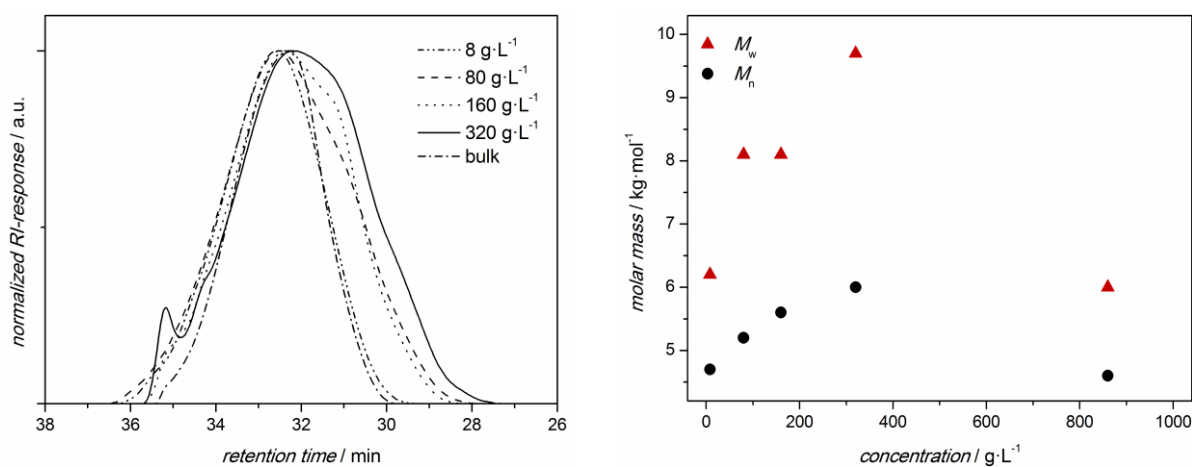 normalized RI-response / a.u.
8 g·L⁻¹
80 g·L⁻¹
160 g·L⁻¹
320 g·L⁻¹
bulk
38 36 34 32 30 28 26
retention time / min
molar mass / kg·mol⁻¹
10
9
8
7
6
5
Mw
Mn
0 200 400 600 800 1000
concentration / g·L⁻¹